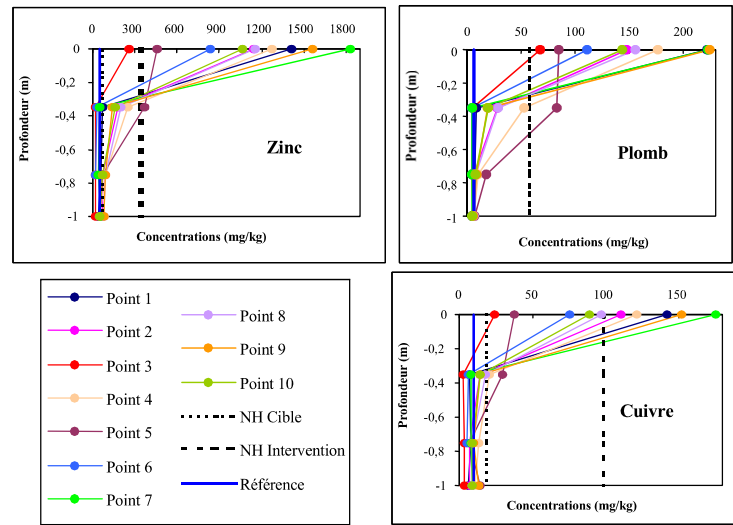 0 300 600 900 1200 1500 1800
0
-0,2
-0,4
-0,6
-0,8
-1
Profondeur (m)
Zinc
Concentrations (mg/kg)
0 50 100 150 200
0
-0,2
-0,4
-0,6
-0,8
-1
Profondeur (m)
Plomb
Concentrations (mg/kg)
Point 1
Point 2
Point 3
Point 4
Point 5
Point 6
Point 7
Point 8
Point 9
Point 10
NH Cible
NH Intervention
Référence
0 50 100 150
0
-0,2
-0,4
-0,6
-0,8
-1
Profondeur (m)
Cuivre
Concentrations (mg/kg)